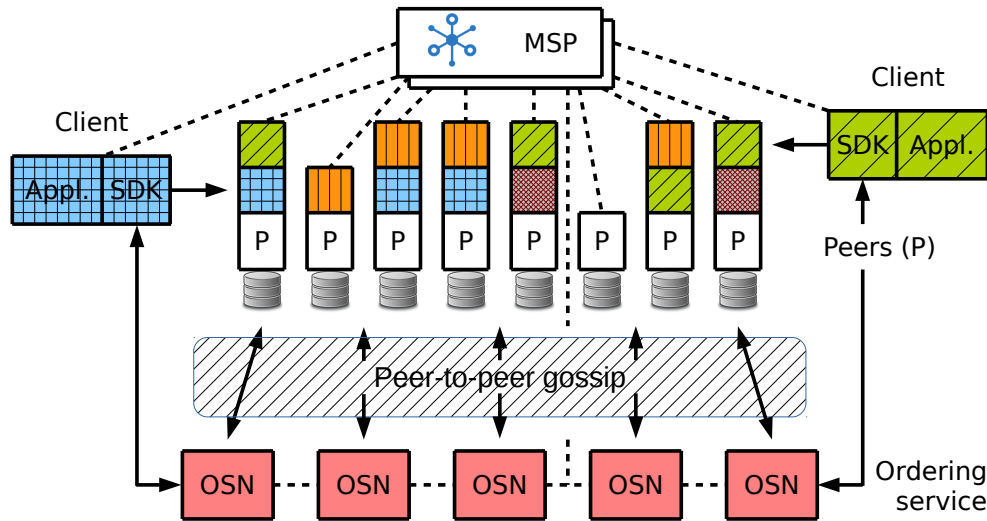 MSP
Client
Client
Appl. SDK
SDK Appl.
P P P P P P P P
Peers (P)
Peer-to-peer gossip
OSN OSN OSN OSN OSN
Ordering
service